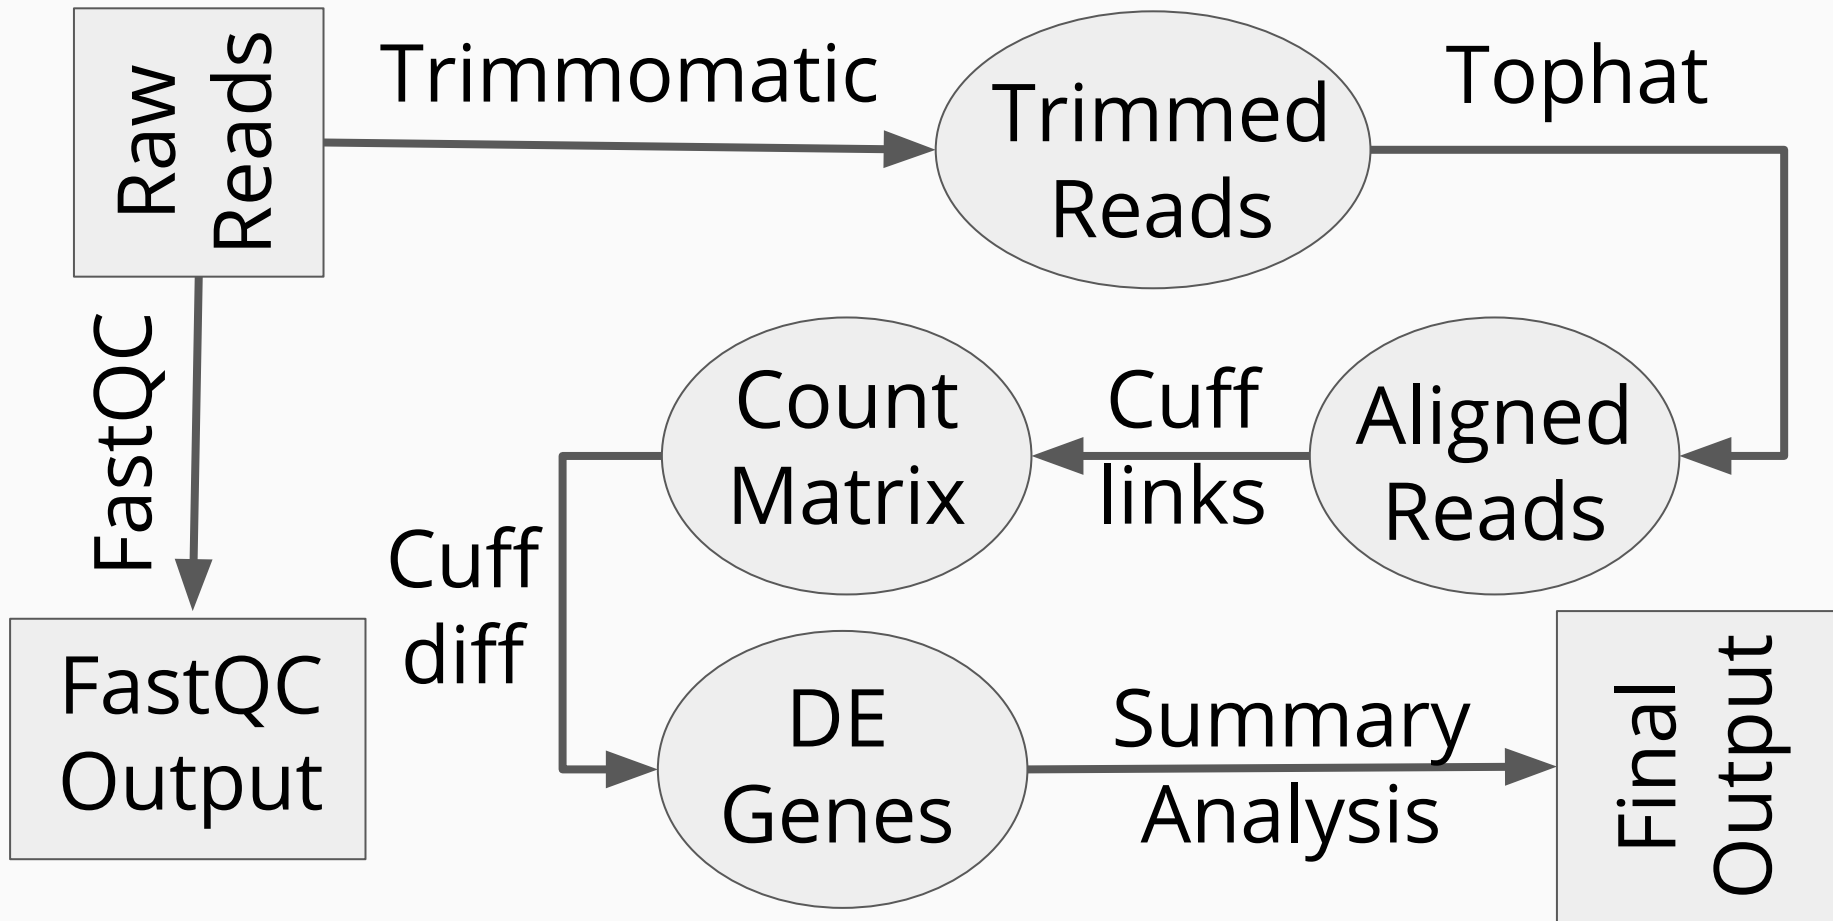 Raw
Reads
Trimmomatic
Trimmed
Reads
Tophat
FastQC
Count
Matrix
Cuff
links
Aligned
Reads
Cuff
diff
FastQC
Output
DE
Genes
Summary
Analysis
Final
Output